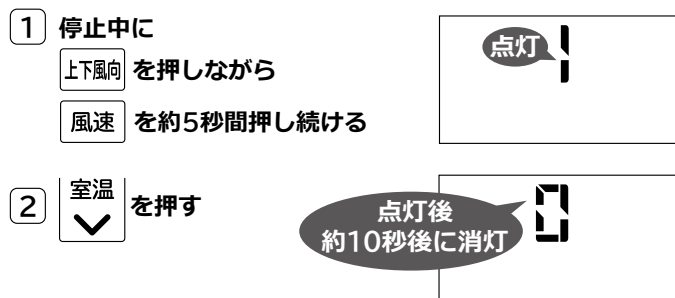 1 停止中に
上下風向 を押しながら
風速 を約5秒間押し続ける
点灯 1
2 室温 を押す
点灯後
約10秒後に消灯
0